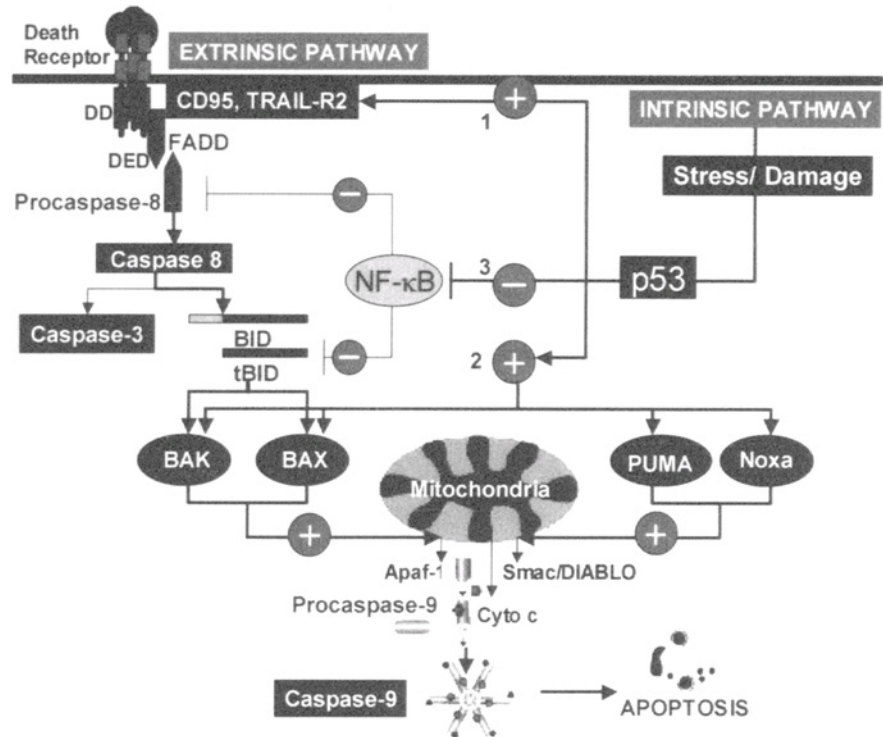 Death
Receptor
EXTRINSIC PATHWAY
CD95, TRAIL-R2
+
1
INTRINSIC PATHWAY
DD
FADD
DED
Stress/ Damage
Procaspase-8
−
Caspase 8
NF-κB
3
−
p53
Caspase-3
BID
−
tBID
2
+
BAK
BAX
Mitochondria
PUMA
Noxa
+
+
Apaf-1
Smac/DIABLO
Procaspase-9
Cyto c
Caspase-9
APOPTOSIS